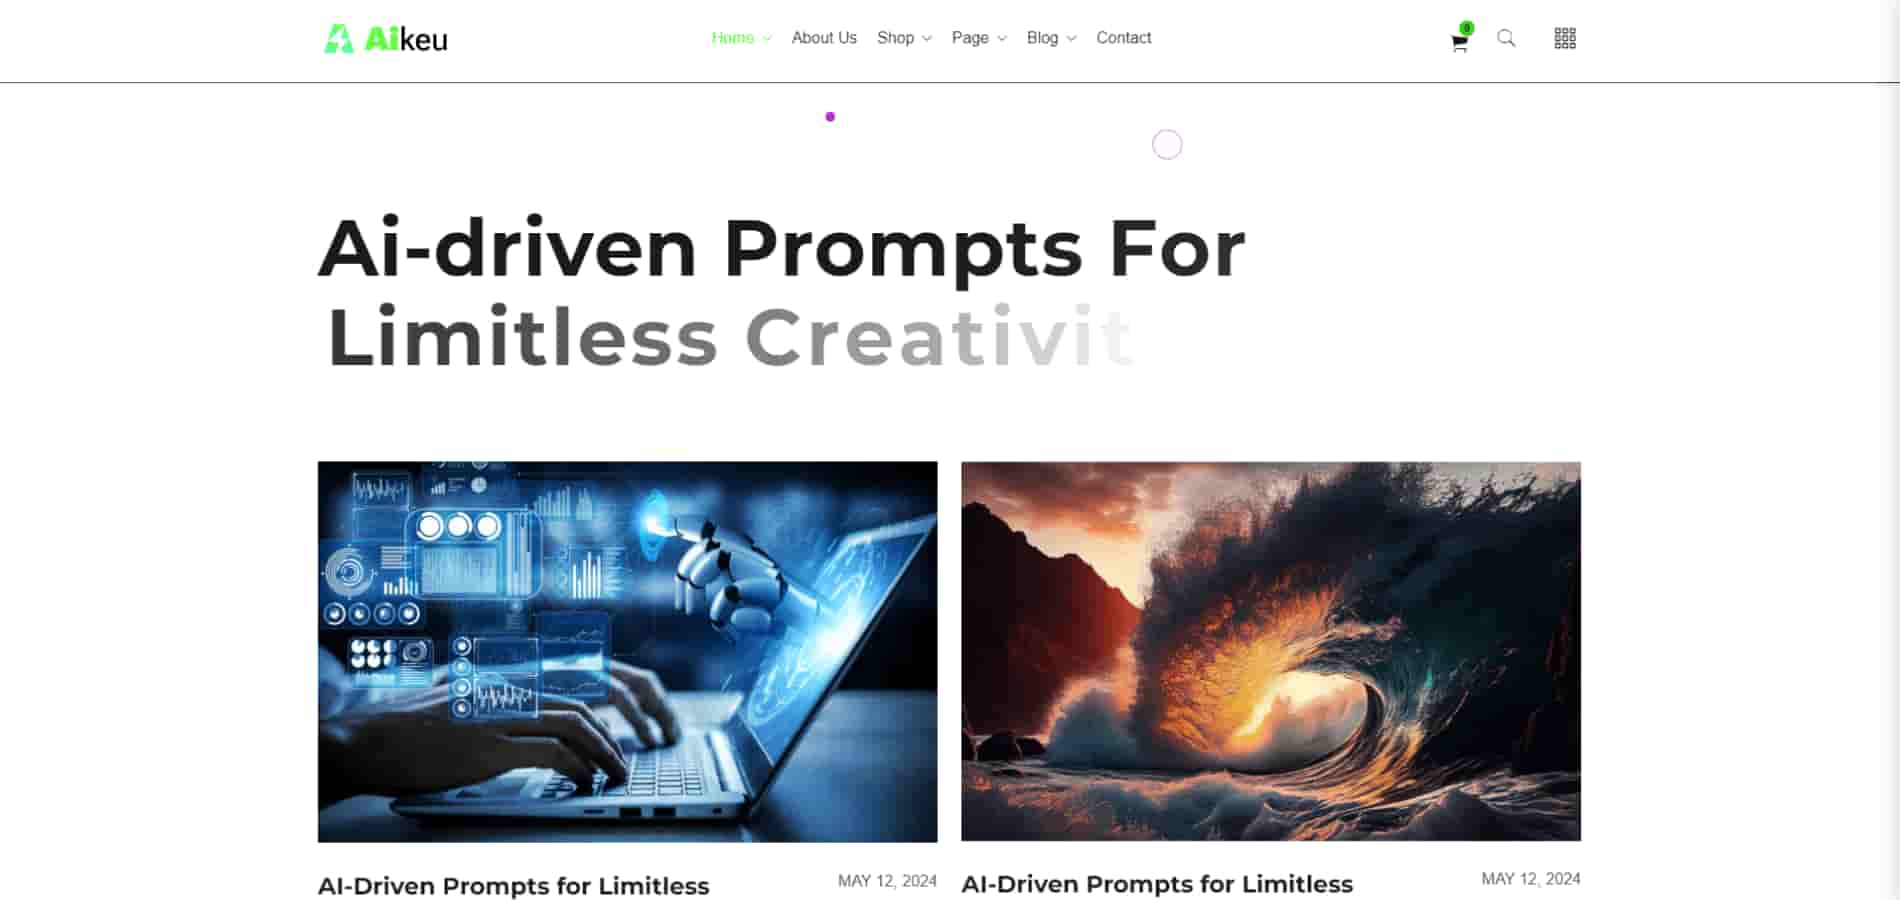 Aikeu
Home About Us Shop Page Blog Contact
0
Ai-driven Prompts For
Limitless Creativit
AI-Driven Prompts for Limitless MAY 12, 2024
AI-Driven Prompts for Limitless MAY 12, 2024